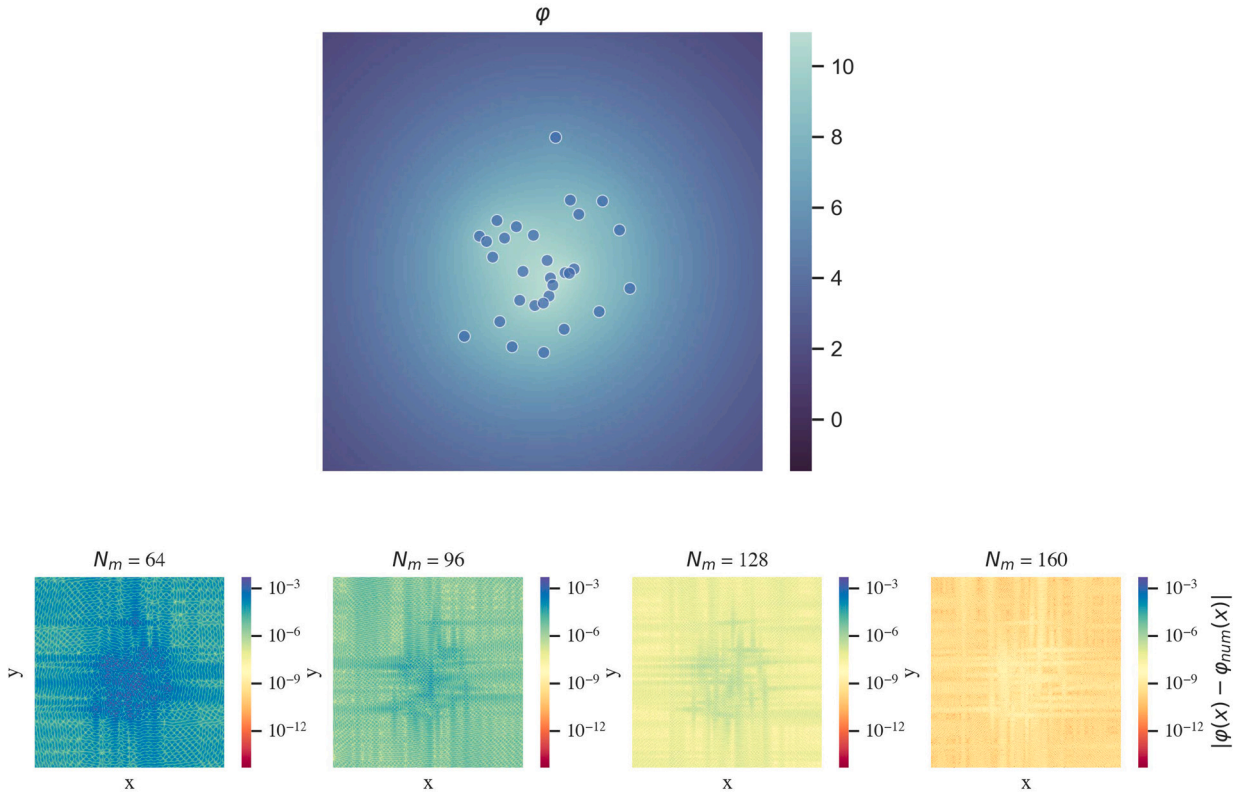 φ
10
8
6
4
2
0
N_m = 64
N_m = 96
N_m = 128
N_m = 160
10⁻³
10⁻⁶
10⁻⁹
10⁻¹²
10⁻³
10⁻⁶
10⁻⁹
10⁻¹²
10⁻³
10⁻⁶
10⁻⁹
10⁻¹²
10⁻³
10⁻⁶
10⁻⁹
10⁻¹²
|φ(x) − φ_num(x)|
y
y
y
y
x
x
x
x